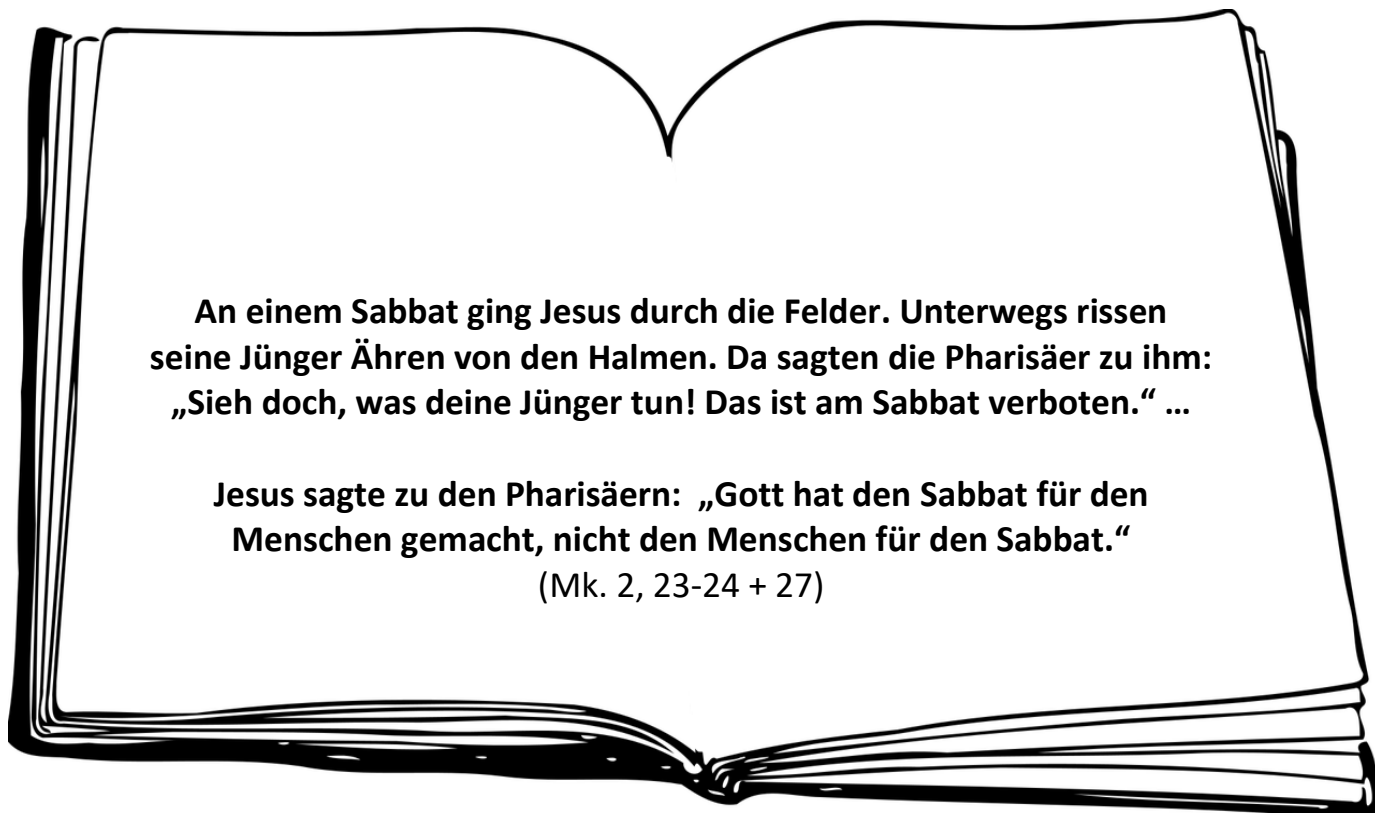 An einem Sabbat ging Jesus durch die Felder. Unterwegs rissen
seine Jünger Ähren von den Halmen. Da sagten die Pharisäer zu ihm:
„Sieh doch, was deine Jünger tun! Das ist am Sabbat verboten.“ …
Jesus sagte zu den Pharisäern:  „Gott hat den Sabbat für den
Menschen gemacht, nicht den Menschen für den Sabbat.“
(Mk. 2, 23-24 + 27)